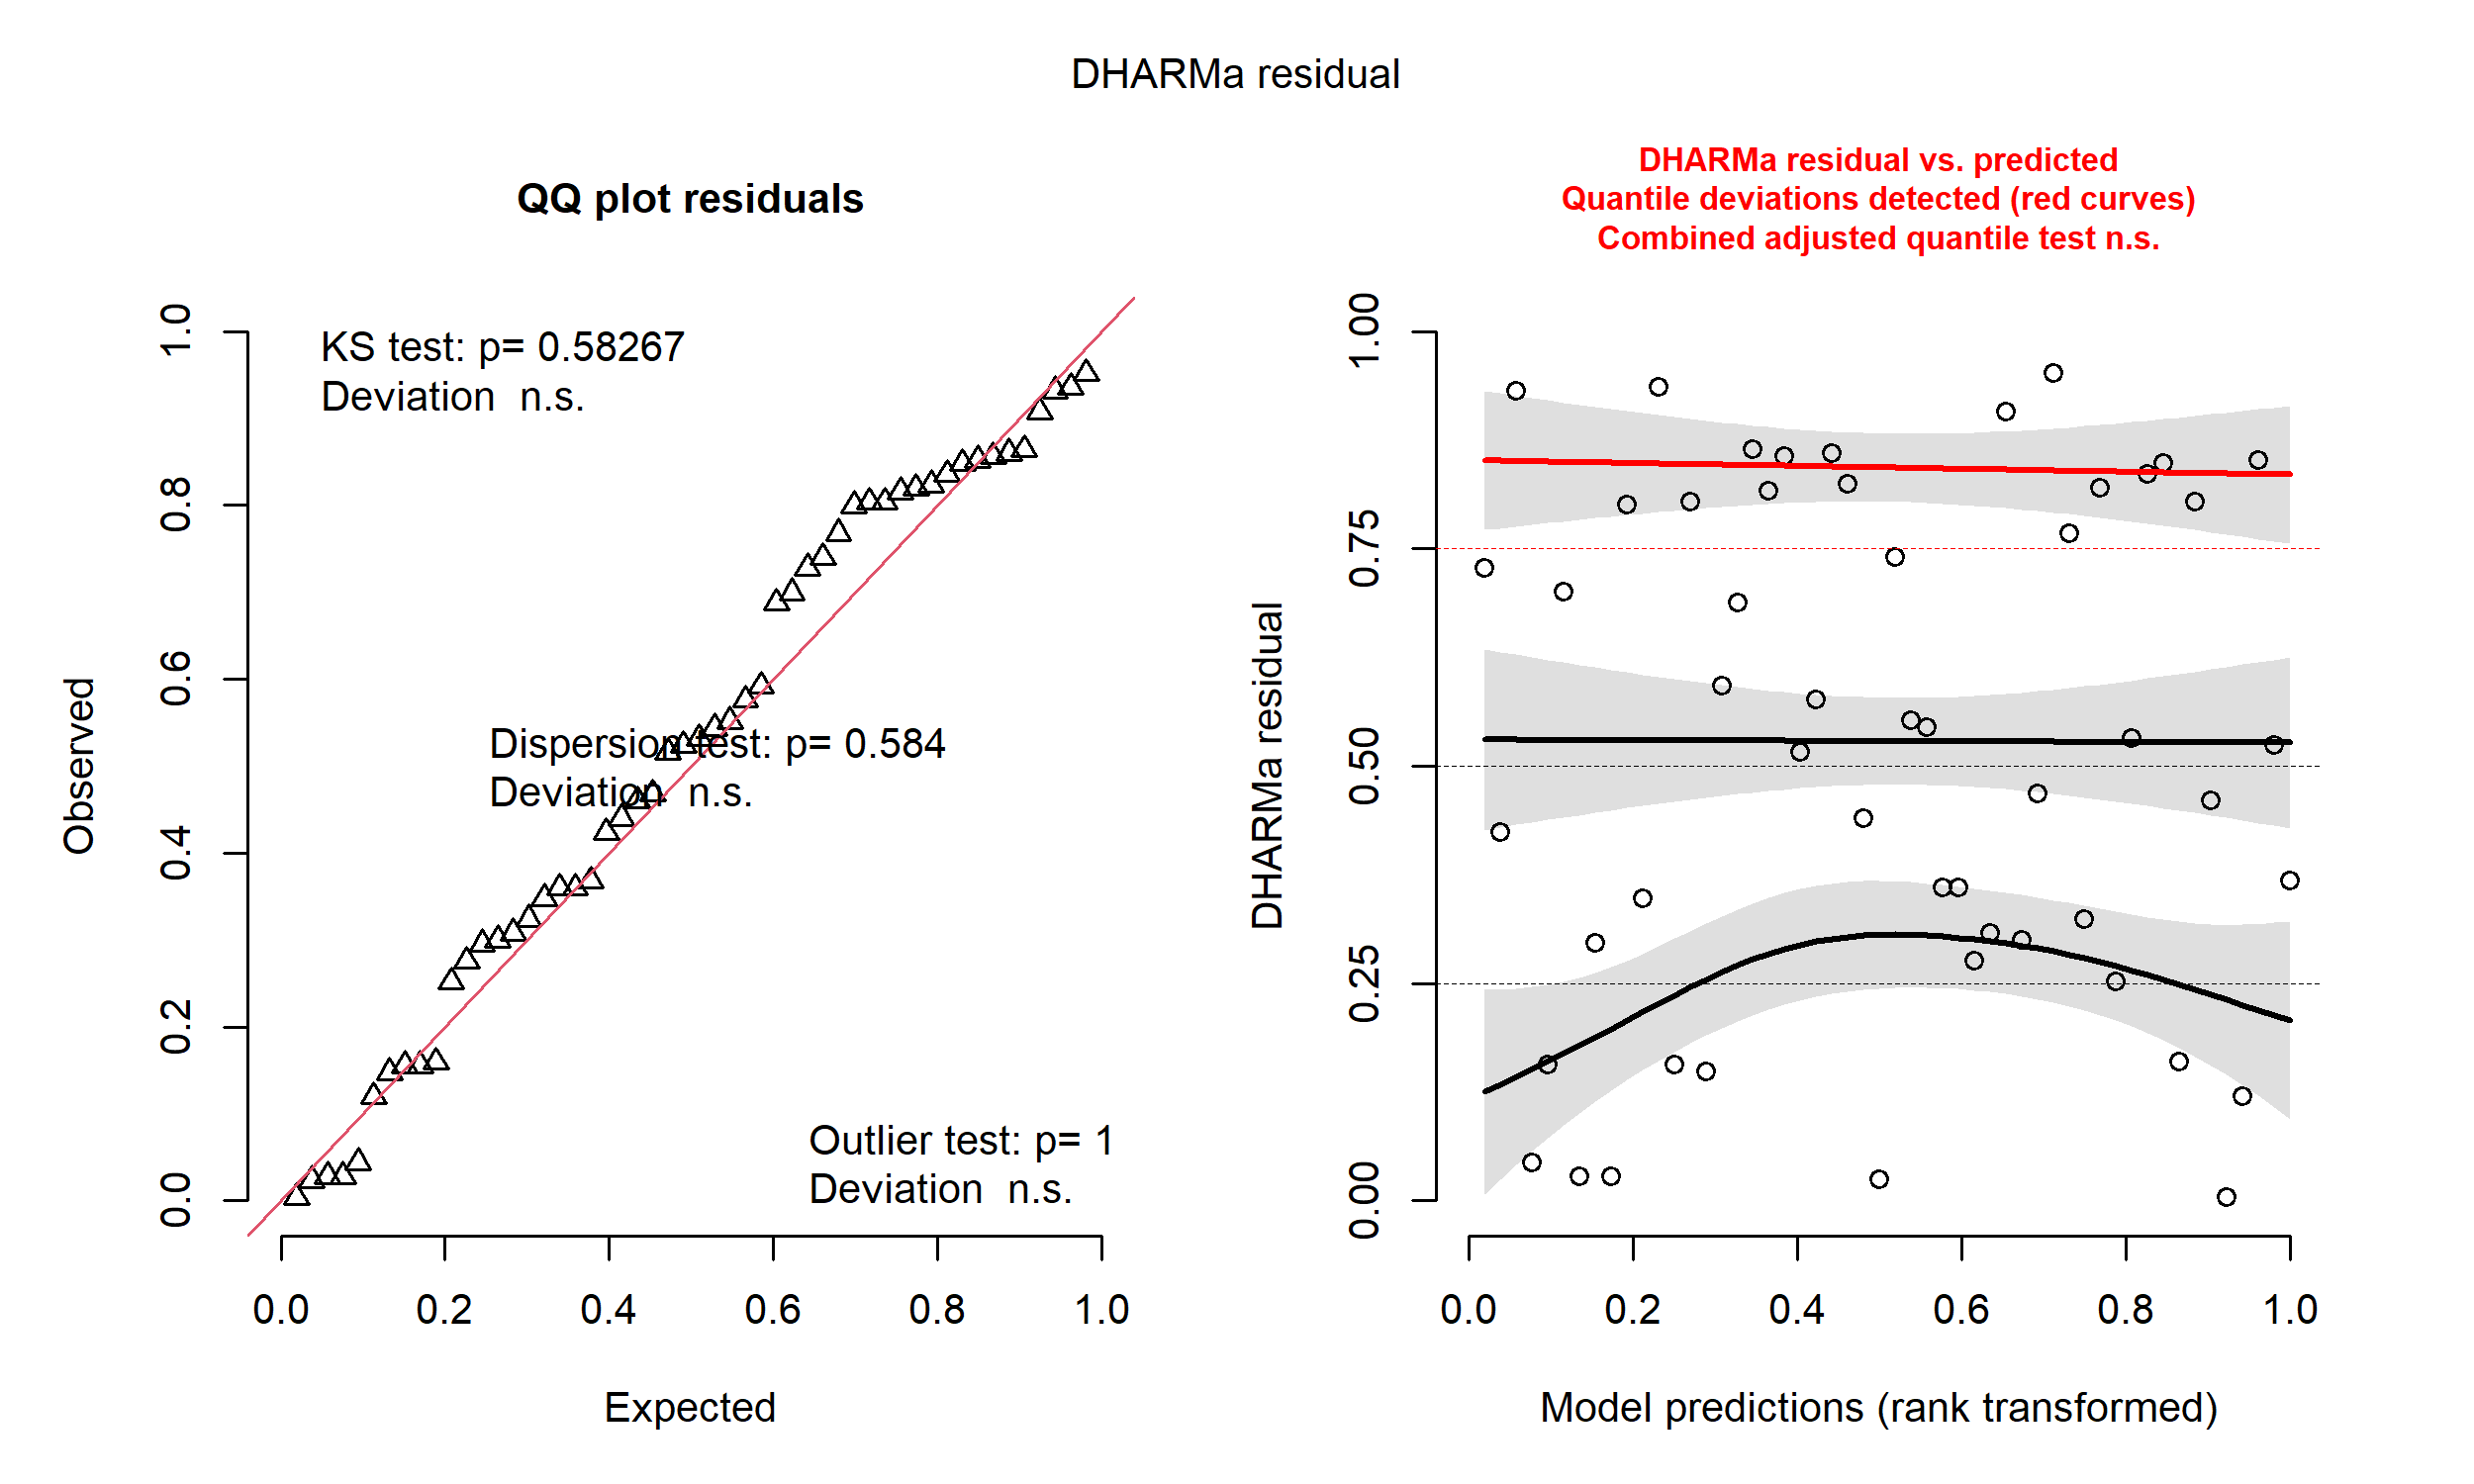 DHARMa residual
QQ plot residuals
KS test: p= 0.58267
Deviation  n.s.
Dispersion test: p= 0.584
Deviation  n.s.
Outlier test: p= 1
Deviation  n.s.
Observed
1.0
0.8
0.6
0.4
0.2
0.0
0.0 0.2 0.4 0.6 0.8 1.0
Expected
DHARMa residual vs. predicted
Quantile deviations detected (red curves)
Combined adjusted quantile test n.s.
DHARMa residual
1.00
0.75
0.50
0.25
0.00
0.0 0.2 0.4 0.6 0.8 1.0
Model predictions (rank transformed)